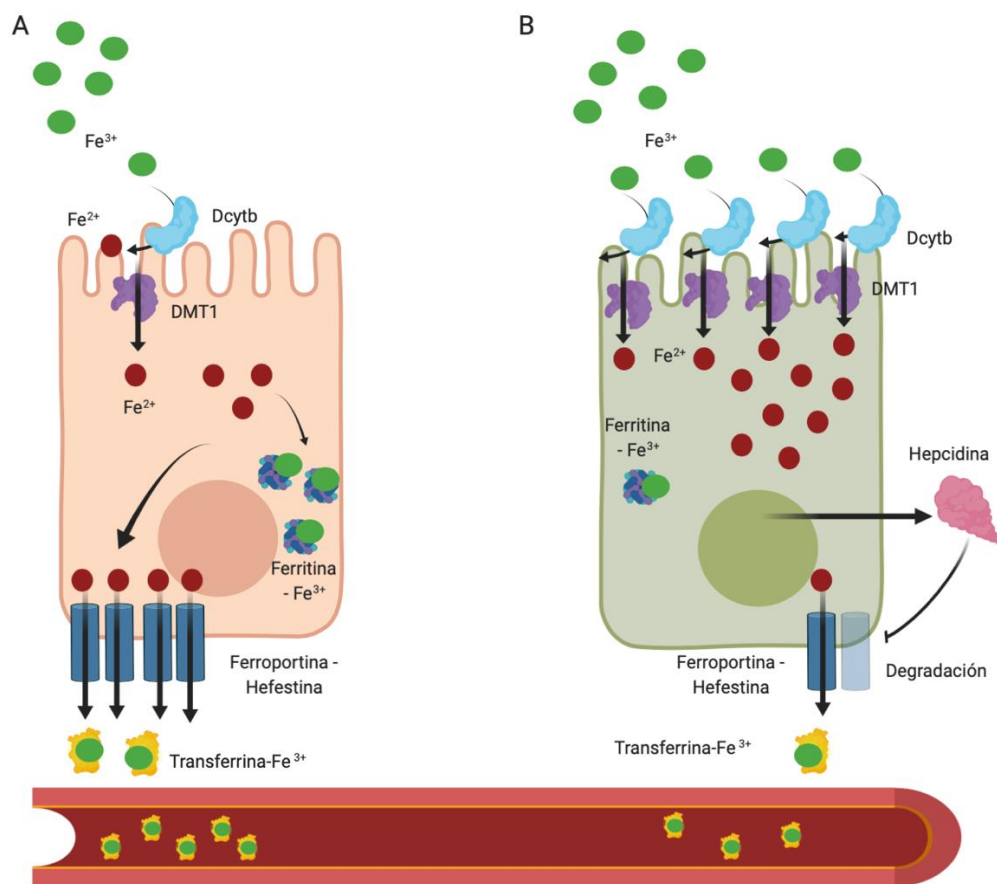 A
Fe³⁺
Fe²⁺
Dcytb
DMT1
Fe²⁺
Ferritina
- Fe³⁺
Ferroportina -
Hefestina
Transferrina-Fe³⁺
B
Fe³⁺
Dcytb
DMT1
Fe²⁺
Ferritina
- Fe³⁺
Hepcidina
Ferroportina -
Hefestina
Degradación
Transferrina-Fe³⁺